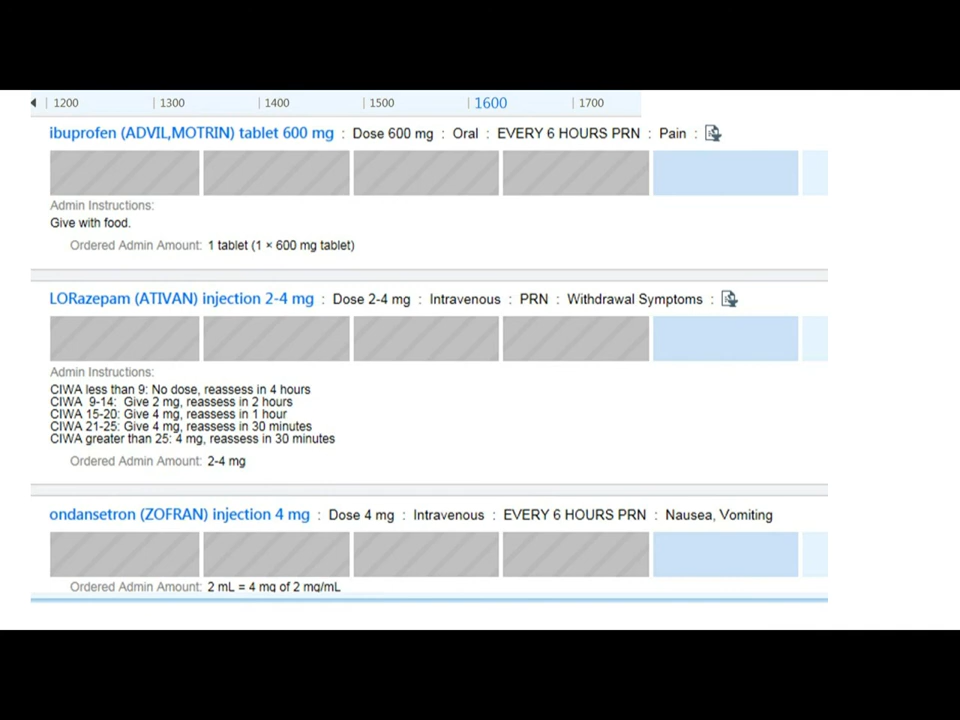 1200 1300 1400 1500 1600 1700
ibuprofen (ADVIL,MOTRIN) tablet 600 mg : Dose 600 mg : Oral : EVERY 6 HOURS PRN : Pain :
Admin Instructions:
Give with food.
Ordered Admin Amount: 1 tablet (1 × 600 mg tablet)
LORazepam (ATIVAN) injection 2-4 mg : Dose 2-4 mg : Intravenous : PRN : Withdrawal Symptoms :
Admin Instructions:
CIWA less than 9: No dose, reassess in 4 hours
CIWA 9-14: Give 2 mg, reassess in 2 hours
CIWA 15-20: Give 4 mg, reassess in 1 hour
CIWA 21-25: Give 4 mg, reassess in 30 minutes
CIWA greater than 25: 4 mg, reassess in 30 minutes
Ordered Admin Amount: 2-4 mg
ondansetron (ZOFRAN) injection 4 mg : Dose 4 mg : Intravenous : EVERY 6 HOURS PRN : Nausea, Vomiting
Ordered Admin Amount: 2 mL = 4 mg of 2 mg/mL